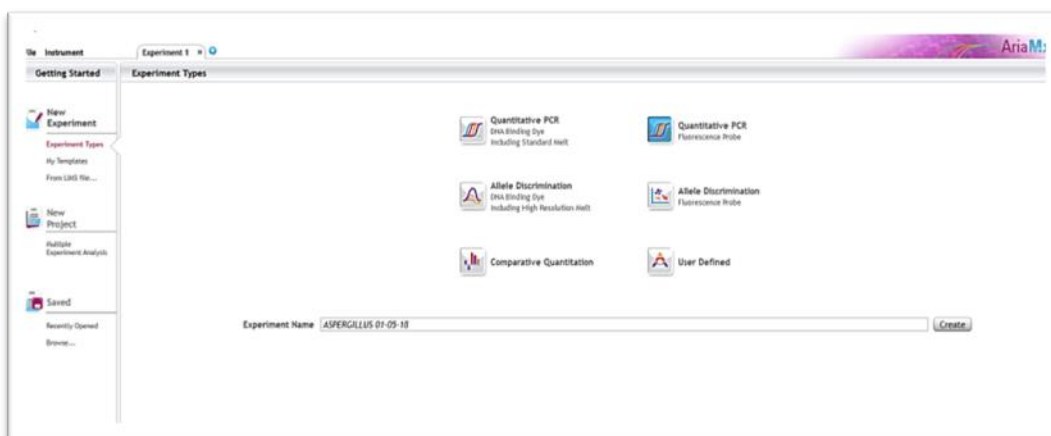 ile Instrument
Experiment 1
AriaMx
Getting Started
Experiment Types
New
Experiment
Experiment Types
My Templates
From LIMS file...
New
Project
Multiple
Experiment Analysis
Saved
Recently Opened
Browse...
Quantitative PCR
DNA Binding Dye
Including Standard Melt
Quantitative PCR
Fluorescence Probe
Allele Discrimination
DNA Binding Dye
Including High Resolution Melt
Allele Discrimination
Fluorescence Probe
Comparative Quantitation
User Defined
Experiment Name ASPERGILLUS 01-05-18 Create